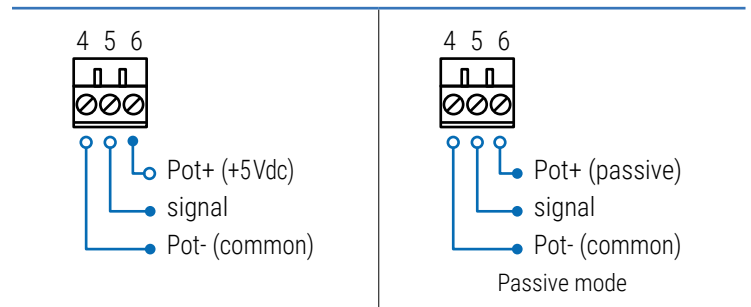 4 5 6
Pot+ (+5Vdc)
signal
Pot- (common)
4 5 6
Pot+ (passive)
signal
Pot- (common)
Passive mode